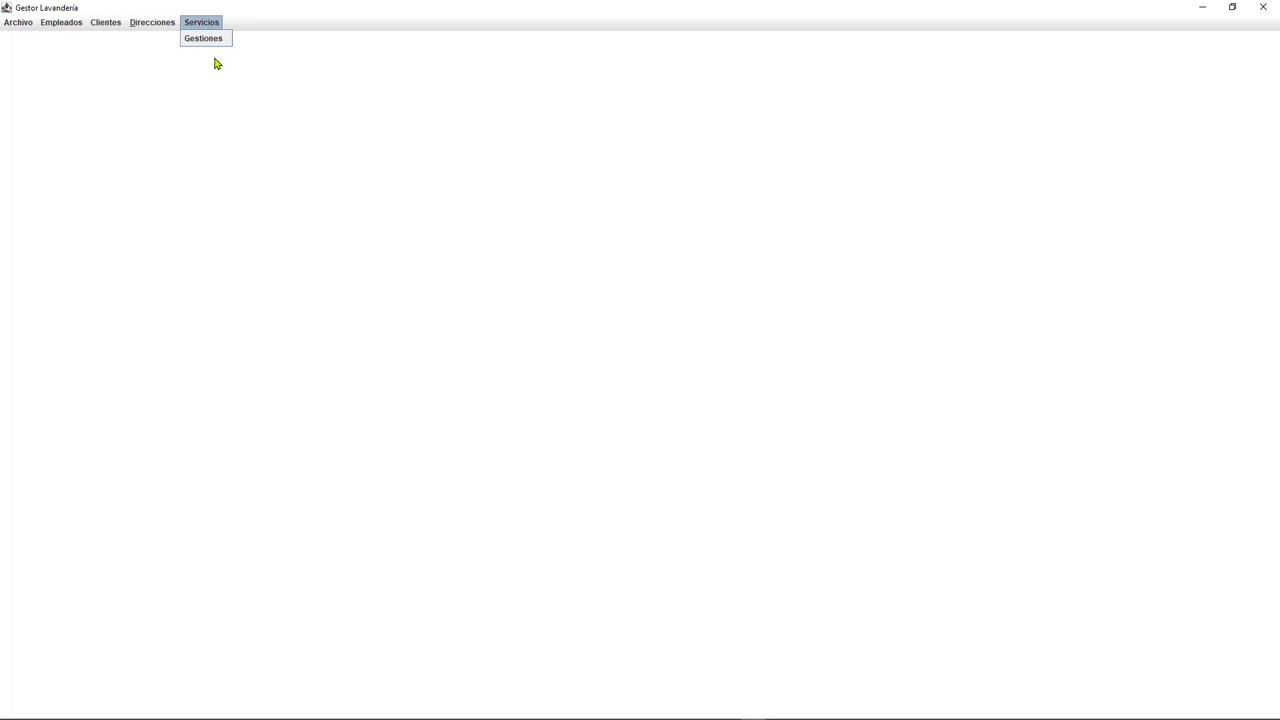 Gestor Lavandería
Archivo Empleados Clientes Direcciones Servicios
Gestiones